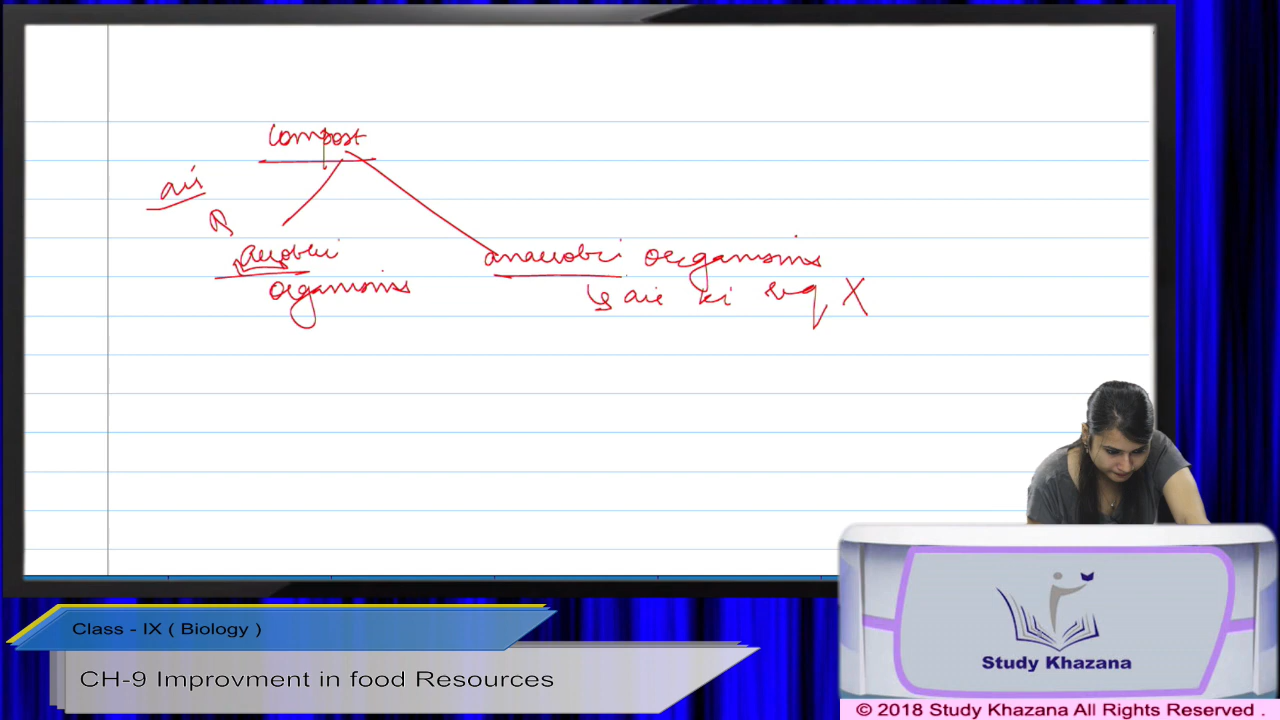 Compost
air
aerobic
organisms
anaerobic organisms
↳ air ki req X
Study Khazana
Class - IX ( Biology )
CH-9 Improvment in food Resources
© 2018 Study Khazana All Rights Reserved .